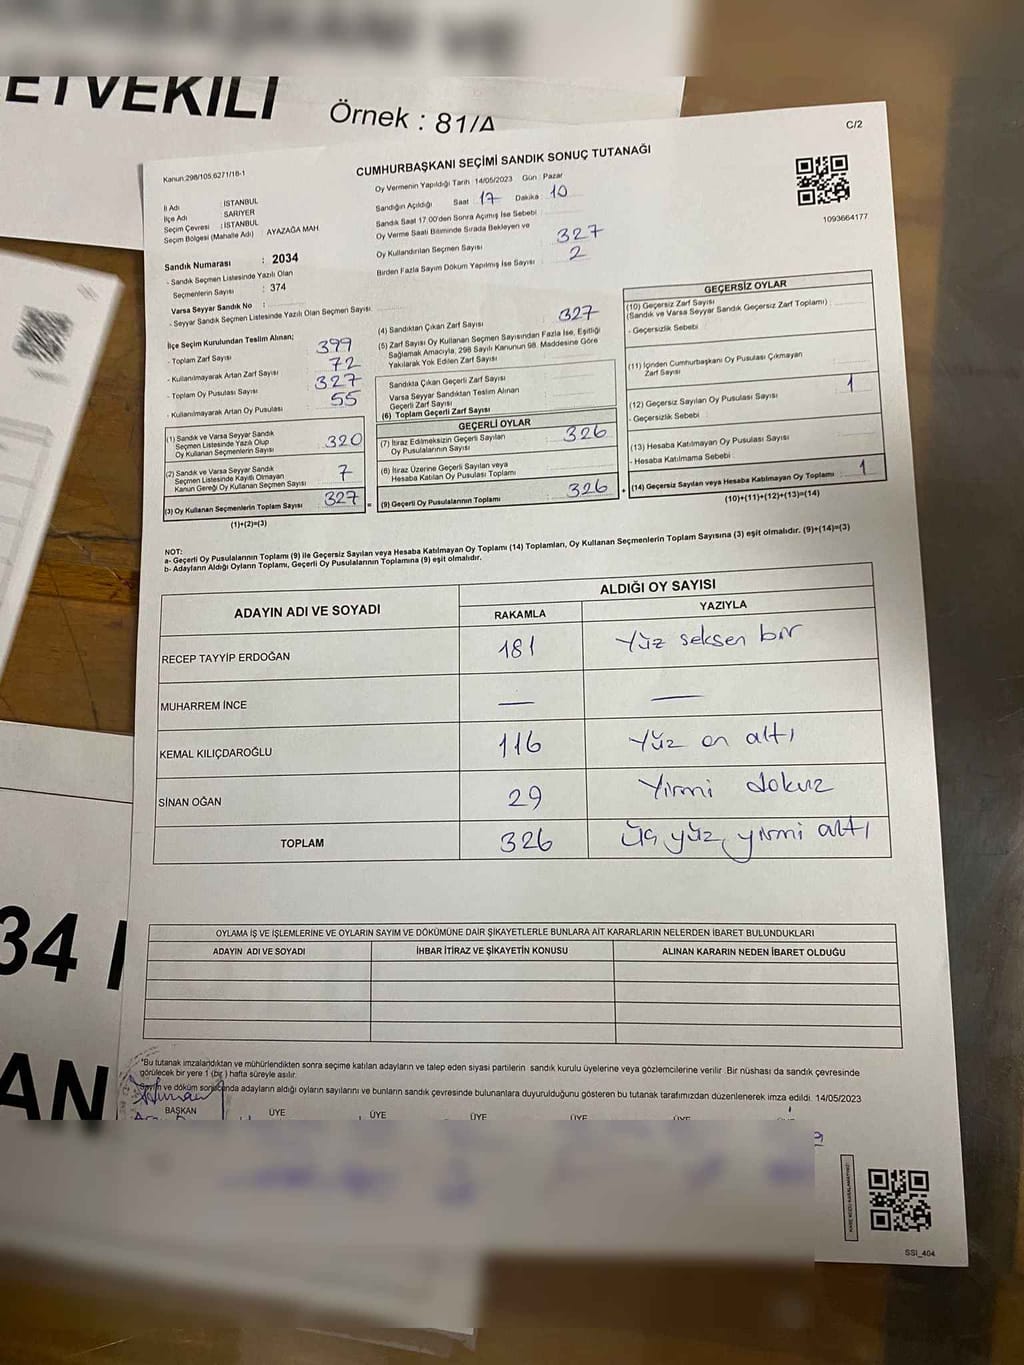 ETVEKİLİ
Örnek : 81/A
C/2
Kanun:298/105.6271/18-1
CUMHURBAŞKANI SEÇİMİ SANDIK SONUÇ TUTANAĞI
Oy Vermenin Yapıldığı Tarih : 14/05/2023 Gün : Pazar
İl Adı : İSTANBUL
İlçe Adı : SARIYER
Seçim Çevresi : İSTANBUL
Seçim Bölgesi (Mahalle Adı) : AYAZAĞA MAH.
Sandığın Açıldığı Saat 17 Dakika 10
Sandık Saat 17.00'den Sonra Açılmış İse Sebebi
Oy Verme Saati Bitiminde Sırada Bekleyen ve
Oy Kullandırılan Seçmen Sayısı 327
Birden Fazla Sayım Döküm Yapılmış İse Sayısı 2
1093664177
Sandık Numarası : 2034
- Sandık Seçmen Listesinde Yazılı Olan
Seçmenlerin Sayısı : 374
Varsa Seyyar Sandık No :
- Seyyar Sandık Seçmen Listesinde Yazılı Olan Seçmen Sayısı:
İlçe Seçim Kurulundan Teslim Alınan;
- Toplam Zarf Sayısı 399
- Kullanılmayarak Artan Zarf Sayısı 72
- Toplam Oy Pusulası Sayısı 327
- Kullanılmayarak Artan Oy Pusulası 55
(1) Sandık ve Varsa Seyyar Sandık
Seçmen Listesinde Yazılı Olup
Oy Kullanan Seçmenlerin Sayısı 320
(2) Sandık ve Varsa Seyyar Sandık
Seçmen Listesinde Kayıtlı Olmayan
Kanun Gereği Oy Kullanan Seçmen Sayısı 7
(3) Oy Kullanan Seçmenlerin Toplam Sayısı 327 =
(1)+(2)=(3)
(4) Sandıktan Çıkan Zarf Sayısı 327
(5) Zarf Sayısı Oy Kullanan Seçmen Sayısından Fazla İse, Eşitliği
Sağlamak Amacıyla, 298 Sayılı Kanunun 98. Maddesine Göre
Yakılarak Yok Edilen Zarf Sayısı
Sandıkta Çıkan Geçerli Zarf Sayısı
Varsa Seyyar Sandıktan Teslim Alınan
Geçerli Zarf Sayısı
(6) Toplam Geçerli Zarf Sayısı
GEÇERLİ OYLAR
(7) İtiraz Edilmeksizin Geçerli Sayılan
Oy Pusulalarının Sayısı 326
(8) İtiraz Üzerine Geçerli Sayılan veya
Hesaba Katılan Oy Pusulası Toplamı
(9) Geçerli Oy Pusulalarının Toplamı 326 +
GEÇERSİZ OYLAR
(10) Geçersiz Zarf Sayısı
(Sandık ve Varsa Seyyar Sandık Geçersiz Zarf Toplamı)
- Geçersizlik Sebebi :
(11) İçinden Cumhurbaşkanı Oy Pusulası Çıkmayan
Zarf Sayısı
(12) Geçersiz Sayılan Oy Pusulası Sayısı 1
- Geçersizlik Sebebi :
(13) Hesaba Katılmayan Oy Pusulası Sayısı
- Hesaba Katılmama Sebebi :
(14) Geçersiz Sayılan veya Hesaba Katılmayan Oy Toplamı 1
(10)+(11)+(12)+(13)=(14)
NOT:
a- Geçerli Oy Pusulalarının Toplamı (9) ile Geçersiz Sayılan veya Hesaba Katılmayan Oy Toplamı (14) Toplamları, Oy Kullanan Seçmenlerin Toplam Sayısına (3) eşit olmalıdır. (9)+(14)=(3)
b- Adayların Aldığı Oyların Toplamı, Geçerli Oy Pusulalarının Toplamına (9) eşit olmalıdır.
ADAYIN ADI VE SOYADI
ALDIĞI OY SAYISI
RAKAMLA YAZIYLA
RECEP TAYYİP ERDOĞAN 181 Yüz seksen bir
MUHARREM İNCE — —
KEMAL KILIÇDAROĞLU 116 Yüz on altı
SİNAN OĞAN 29 Yirmi dokuz
TOPLAM 326 Üç yüz yirmi altı
OYLAMA İŞ VE İŞLEMLERİNE VE OYLARIN SAYIM VE DÖKÜMÜNE DAİR ŞİKAYETLERLE BUNLARA AİT KARARLARIN NELERDEN İBARET BULUNDUKLARI
ADAYIN ADI VE SOYADI İHBAR İTİRAZ VE ŞİKAYETİN KONUSU ALINAN KARARIN NEDEN İBARET OLDUĞU
*Bu tutanak imzalandıktan ve mühürlendikten sonra seçime katılan adayların ve talep eden siyasi partilerin sandık kurulu üyelerine veya gözlemcilerine verilir. Bir nüshası da sandık çevresinde
görülecek bir yere 1 (bir) hafta süreyle asılır.
Sayım ve döküm sonucunda adayların aldığı oyların sayılarını ve bunların sandık çevresinde bulunanlara duyurulduğunu gösteren bu tutanak tarafımızdan düzenlenerek imza edildi. 14/05/2023
BAŞKAN ÜYE ÜYE ÜYE ÜYE ÜYE
34
AN
SSI_404